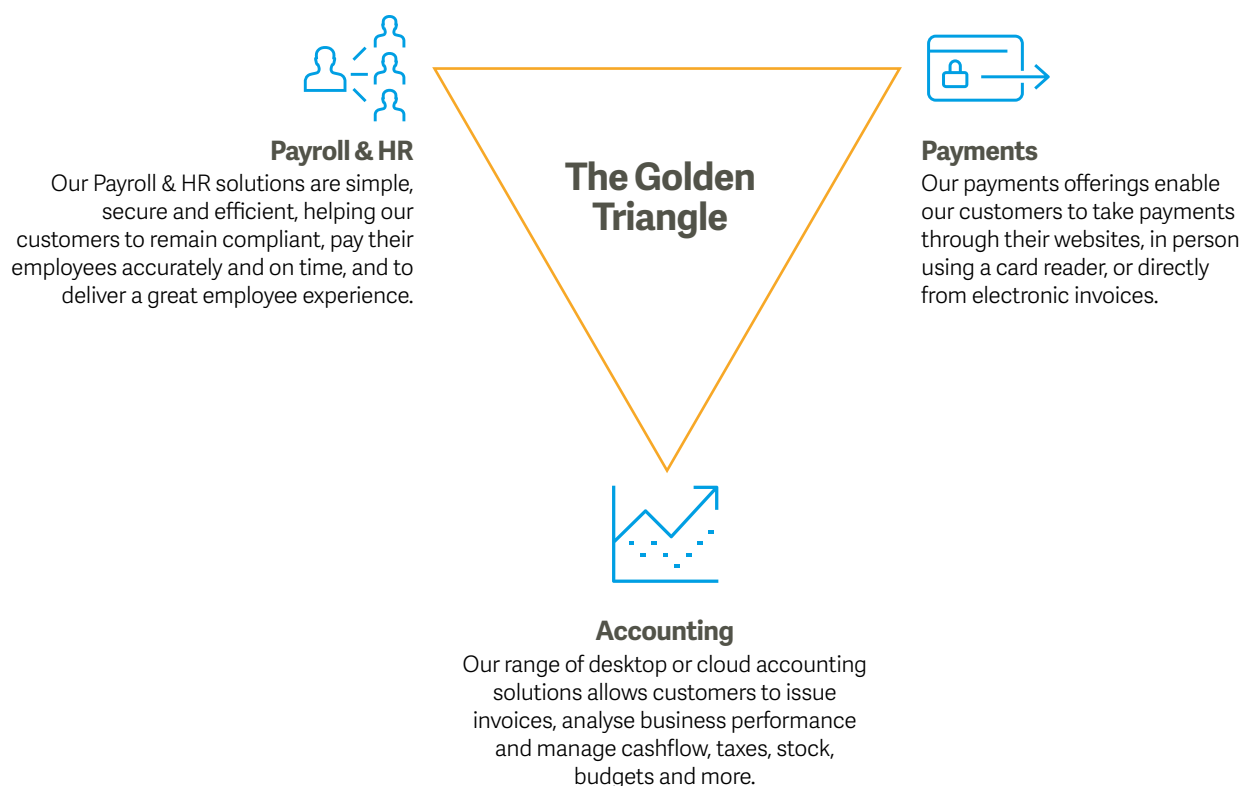 Payroll & HR
Our Payroll & HR solutions are simple,
secure and efficient, helping our
customers to remain compliant, pay their
employees accurately and on time, and to
deliver a great employee experience.
The Golden
Triangle
Payments
Our payments offerings enable
our customers to take payments
through their websites, in person
using a card reader, or directly
from electronic invoices.
Accounting
Our range of desktop or cloud accounting
solutions allows customers to issue
invoices, analyse business performance
and manage cashflow, taxes, stock,
budgets and more.